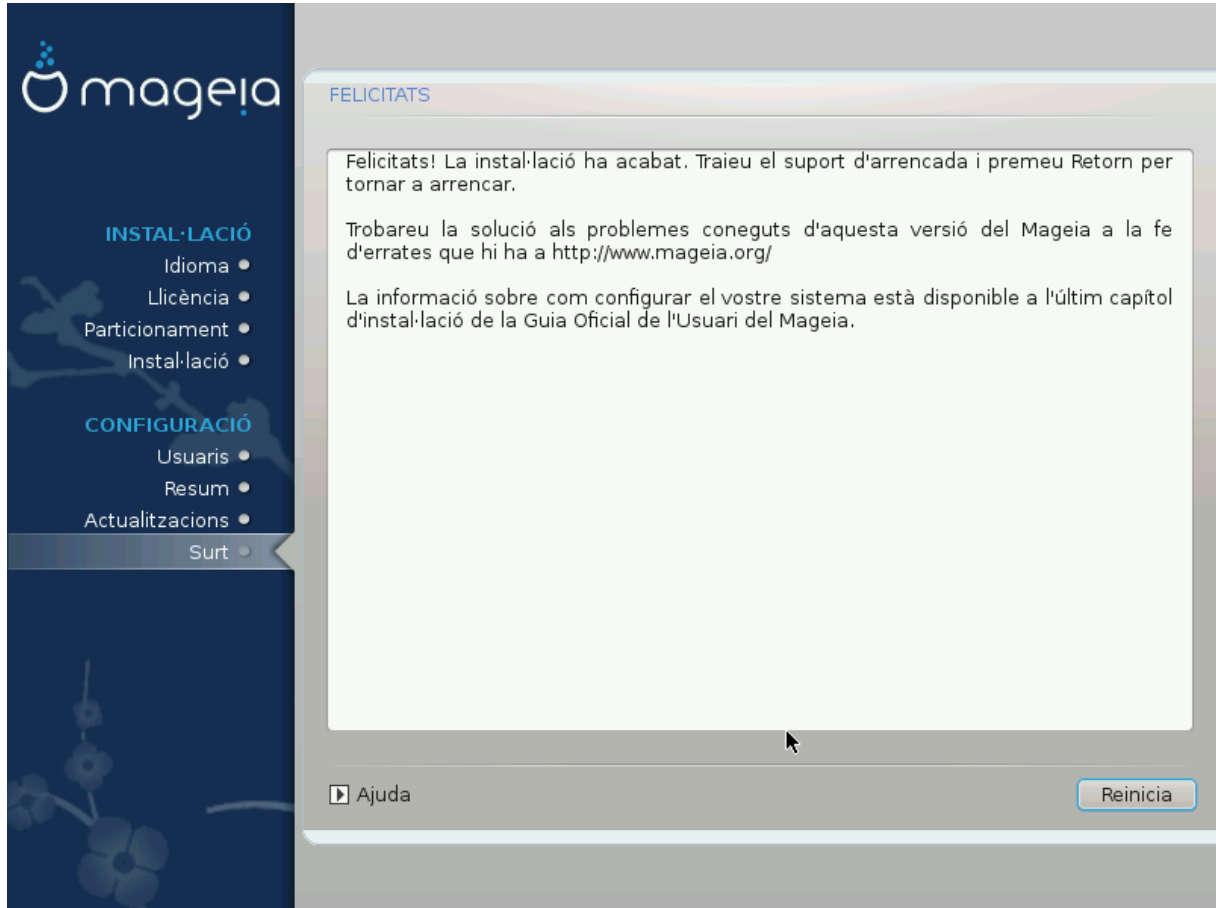 mageia
INSTAL·LACIÓ
Idioma
Llicència
Particionament
Instal·lació
CONFIGURACIÓ
Usuaris
Resum
Actualitzacions
Surt
FELICITATS
Felicitats! La instal·lació ha acabat. Traieu el suport d'arrencada i premeu Retorn per
tornar a arrencar.
Trobareu la solució als problemes coneguts d'aquesta versió del Mageia a la fe
d'errates que hi ha a http://www.mageia.org/
La informació sobre com configurar el vostre sistema està disponible a l'últim capítol
d'instal·lació de la Guia Oficial de l'Usuari del Mageia.
Ajuda
Reinicia